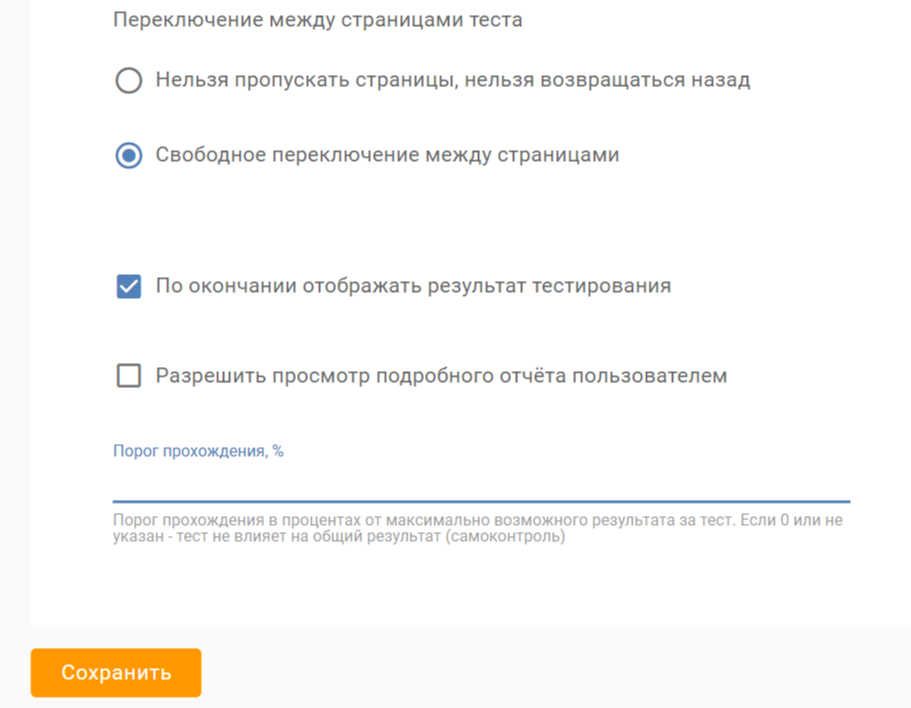 Переключение между страницами теста
Нельзя пропускать страницы, нельзя возвращаться назад
Свободное переключение между страницами
По окончании отображать результат тестирования
Разрешить просмотр подробного отчёта пользователем
Порог прохождения, %
Порог прохождения в процентах от максимально возможного результата за тест. Если 0 или не
указан - тест не влияет на общий результат (самоконтроль)
Сохранить